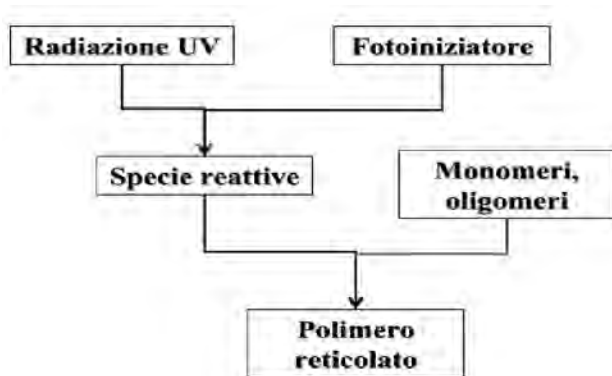 Radiazione UV
Fotoiniziatore
Specie reattive
Monomeri,
oligomeri
Polimero
reticolato